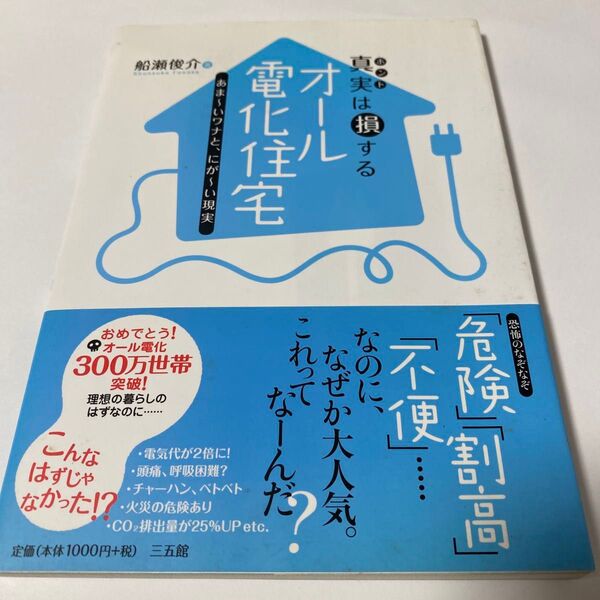 船瀬俊介 著
Shunsuke Funase
ホント
真実は損する
オール
電化住宅
あま〜いワナと、にが〜い現実
恐怖のなぞなぞ
「危険」「割高」
「不便」……
なのに、
なぜか大人気。
これって
なーんだ?
おめでとう!
オール電化
300万世帯
突破!
理想の暮らしの
はずなのに……
こんな
はずじゃ
なかった!?
・電気代が2倍に!
・頭痛、呼吸困難?
・チャーハン、ベトベト
・火災の危険あり
・CO₂排出量が25%UP etc.
定価(本体1000円+税) 三五館